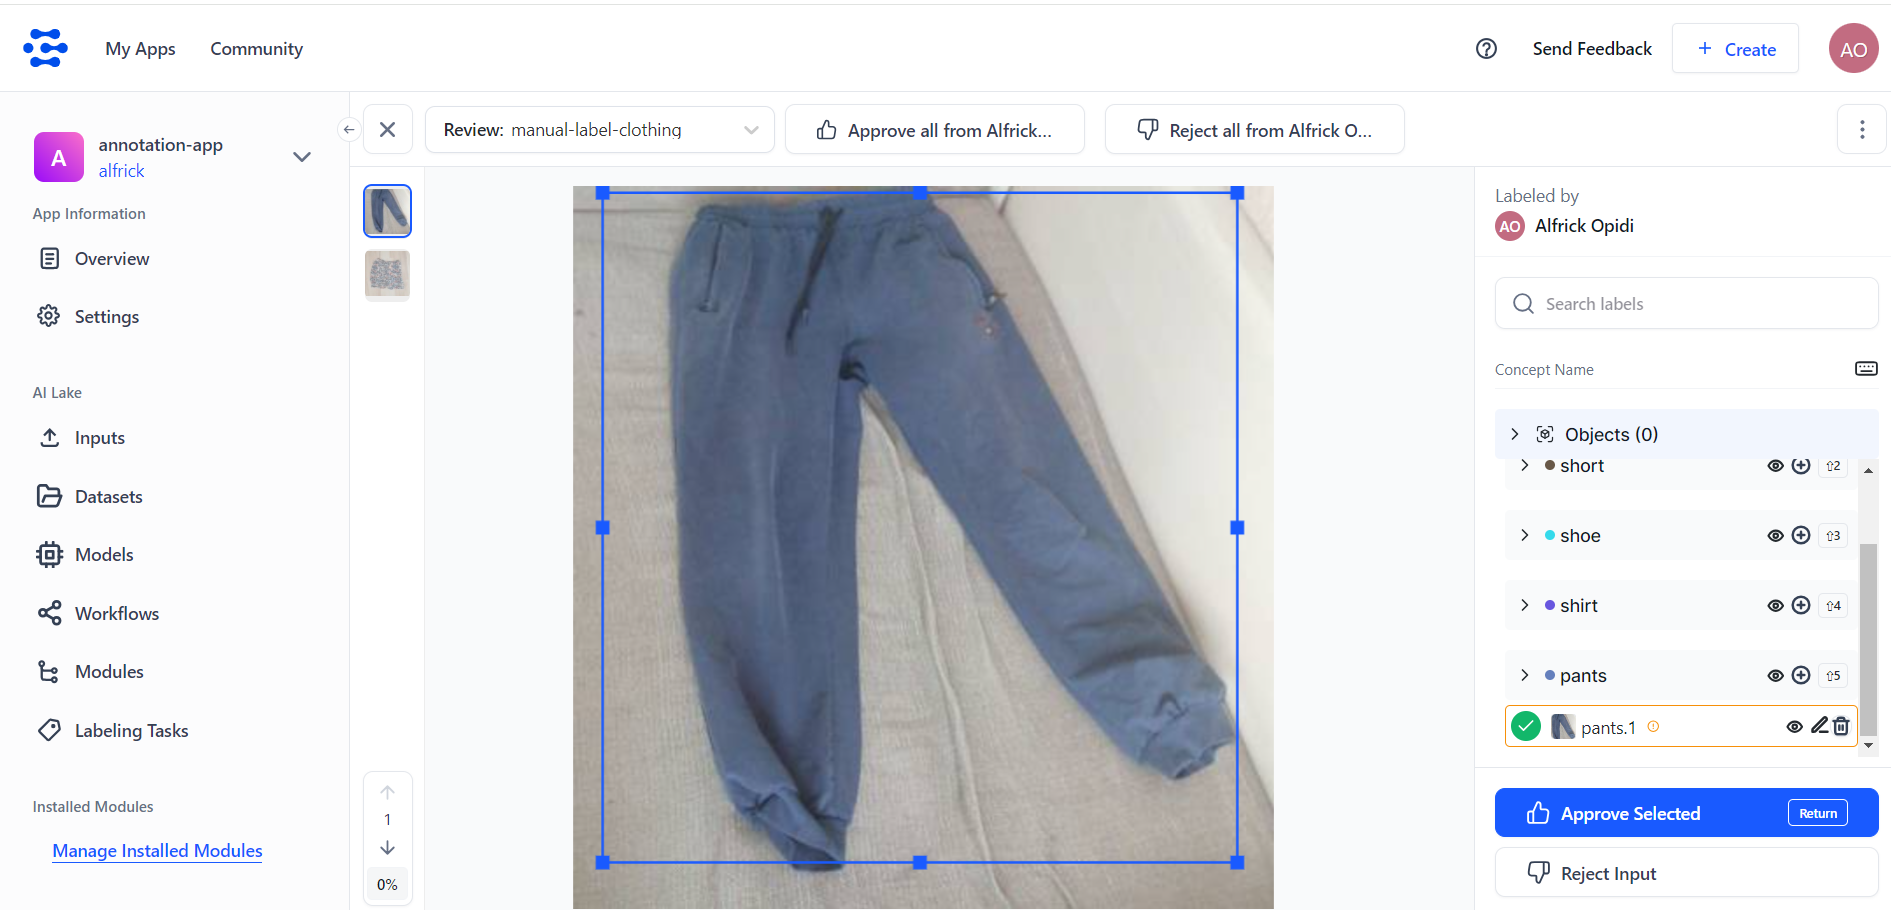 My Apps
Community
Send Feedback
+ Create
AO
A
annotation-app
alfrick
App Information
Overview
Settings
AI Lake
Inputs
Datasets
Models
Workflows
Modules
Labeling Tasks
Installed Modules
Manage Installed Modules
Review: manual-label-clothing
Approve all from Alfrick...
Reject all from Alfrick O...
1
0%
Labeled by
AO Alfrick Opidi
Search labels
Concept Name
Objects (0)
short ⇧2
shoe ⇧3
shirt ⇧4
pants ⇧5
pants.1
Approve Selected Return
Reject Input